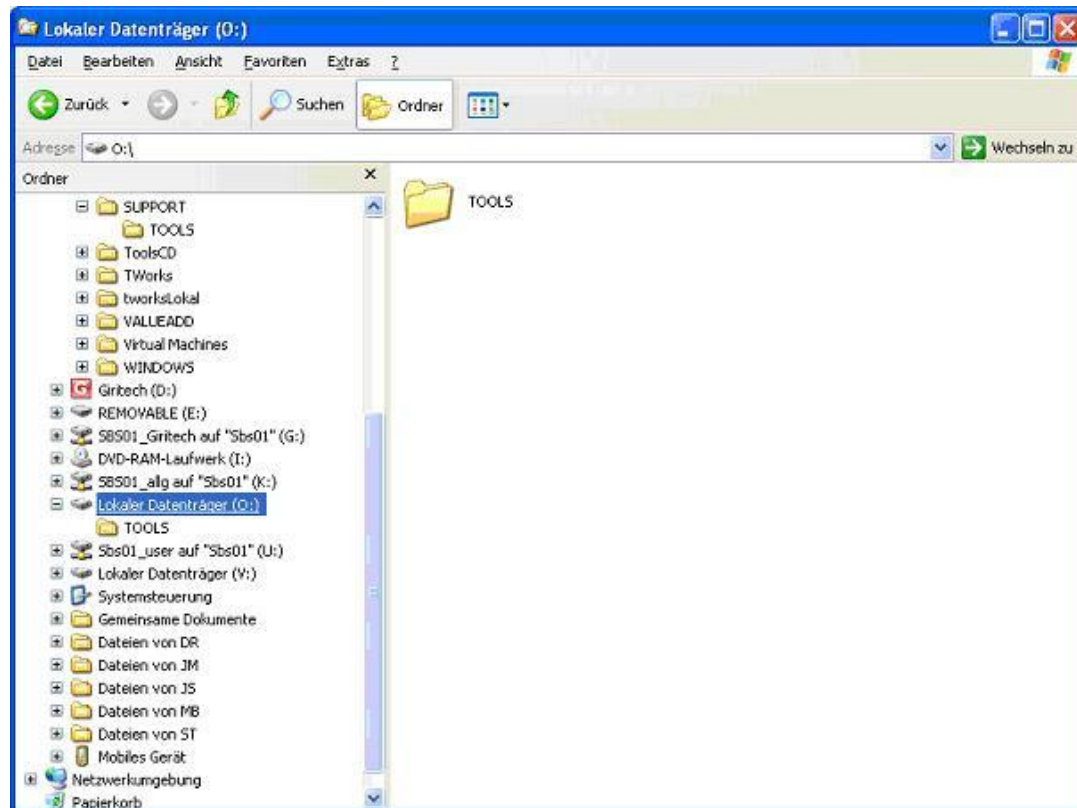 Lokaler Datenträger (O:)
Datei Bearbeiten Ansicht Favoriten Extras ?
Zurück Suchen Ordner
Adresse O:\ Wechseln zu
Ordner
SUPPORT
TOOLS
ToolsCD
TWorks
tworksLokal
VALUEADD
Virtual Machines
WINDOWS
Giritech (D:)
REMOVABLE (E:)
SBS01_Giritech auf "Sbs01" (G:)
DVD-RAM-Laufwerk (I:)
SBS01_allg auf "Sbs01" (K:)
Lokaler Datenträger (O:)
TOOLS
Sbs01_user auf "Sbs01" (U:)
Lokaler Datenträger (V:)
Systemsteuerung
Gemeinsame Dokumente
Dateien von DR
Dateien von JM
Dateien von JS
Dateien von MB
Dateien von ST
Mobiles Gerät
Netzwerkumgebung
Papierkorb
TOOLS